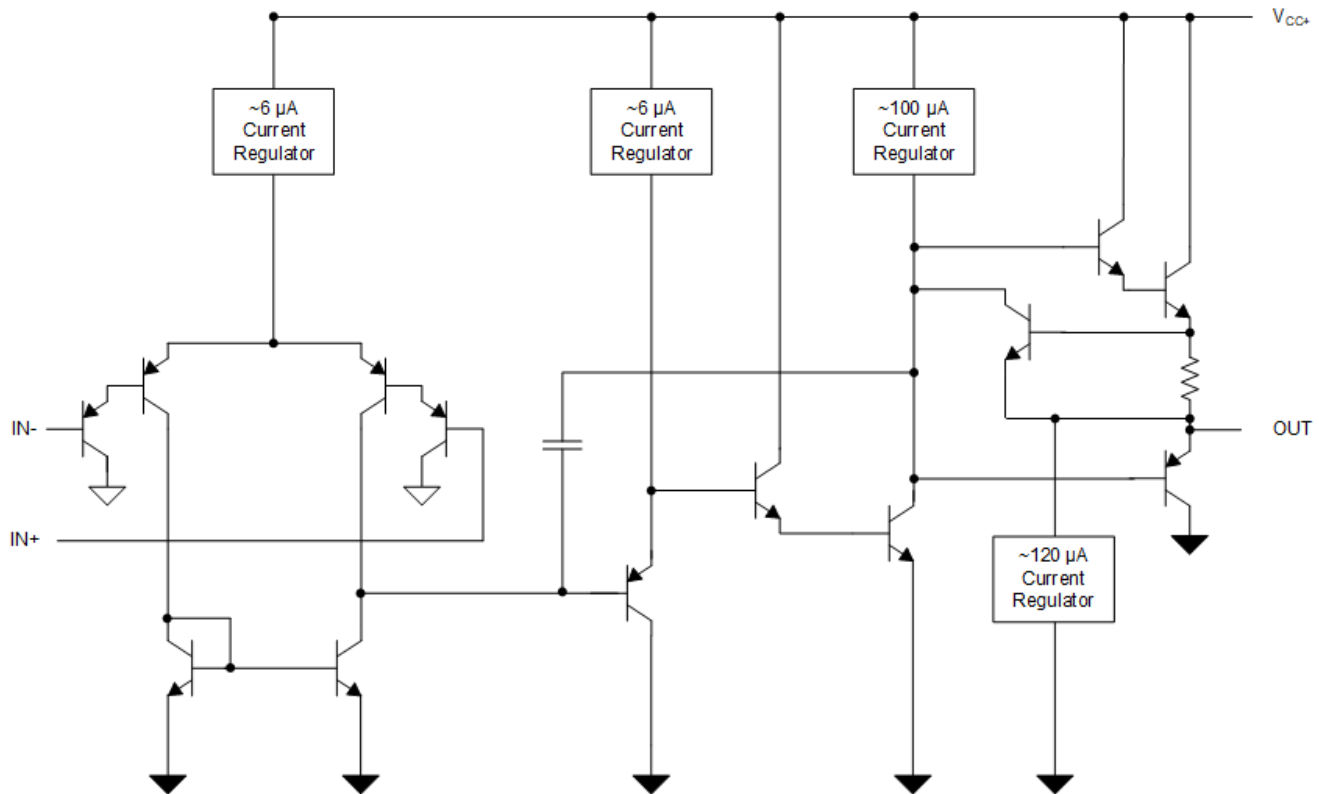 V_CC+
~6 µA
Current
Regulator
~6 µA
Current
Regulator
~100 µA
Current
Regulator
IN-
OUT
IN+
~120 µA
Current
Regulator